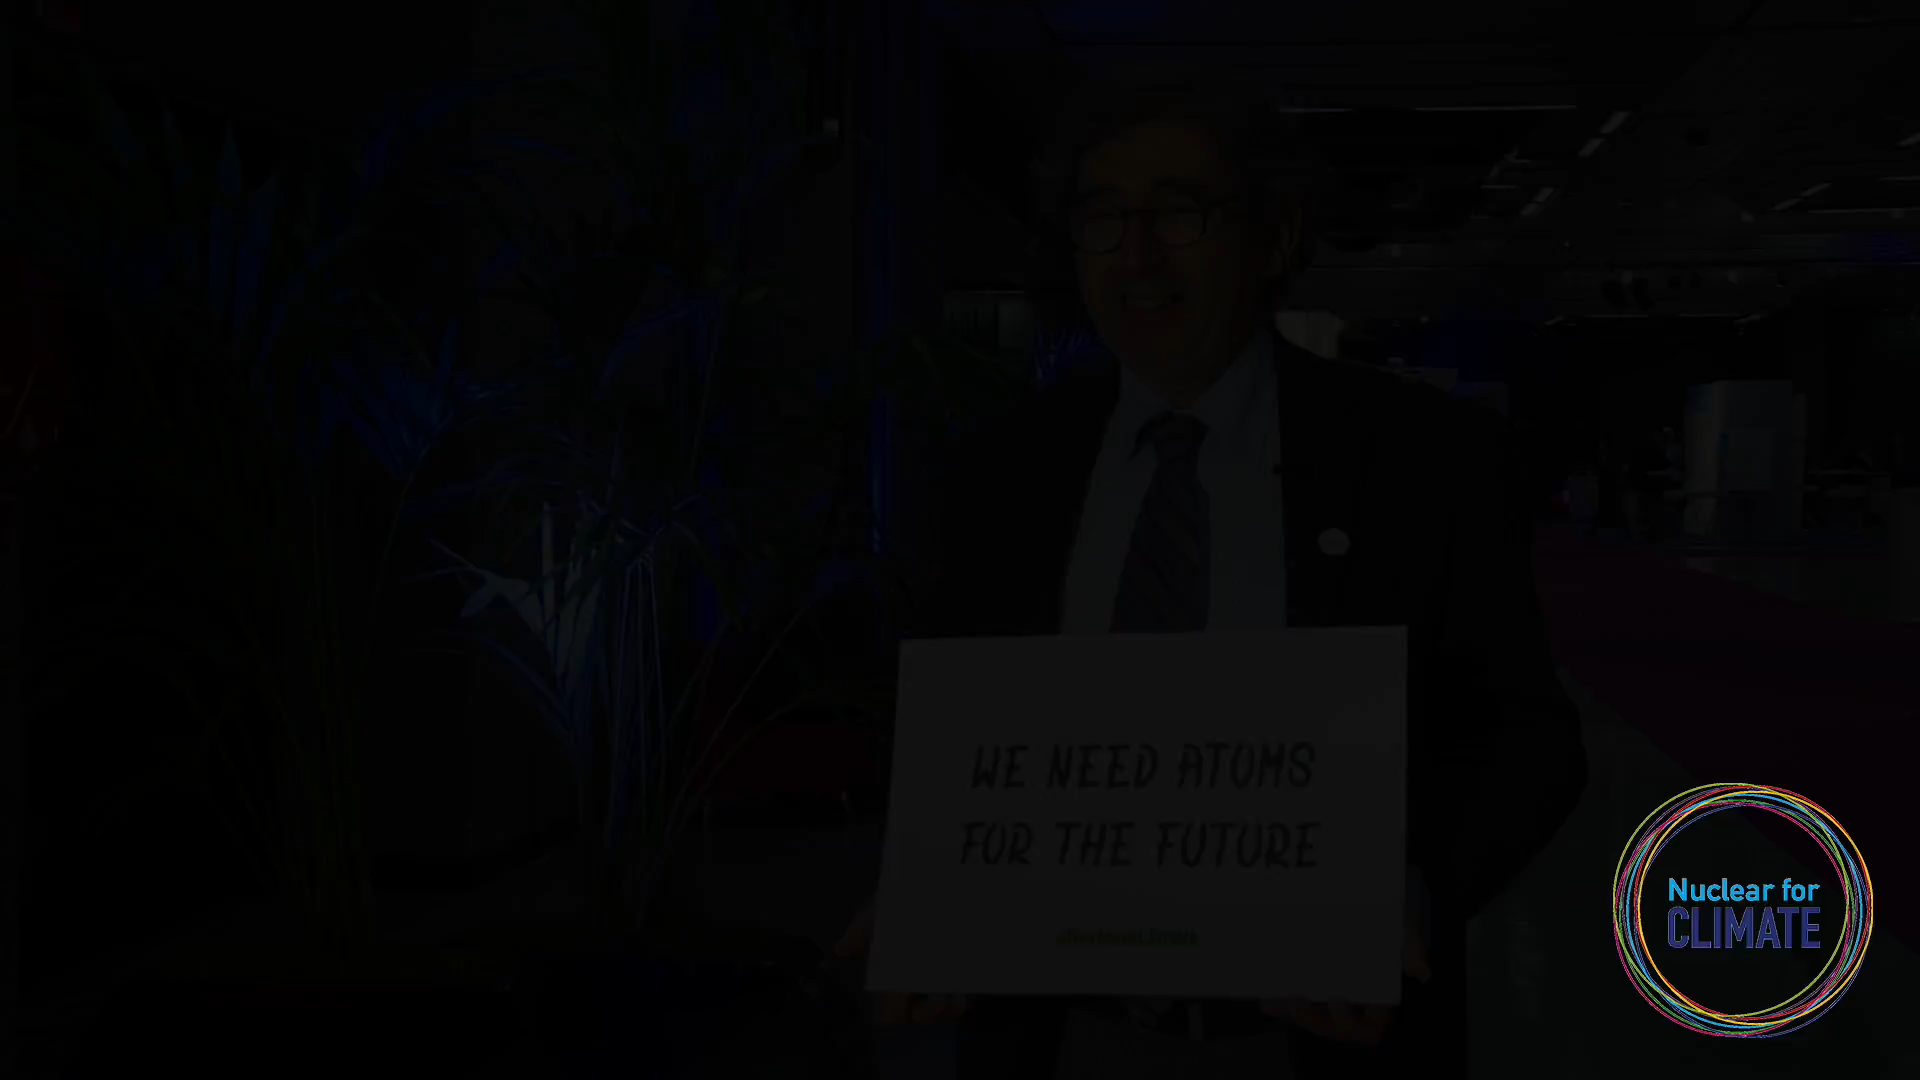 WE NEED ATOMS
FOR THE FUTURE
Nuclear for
CLIMATE